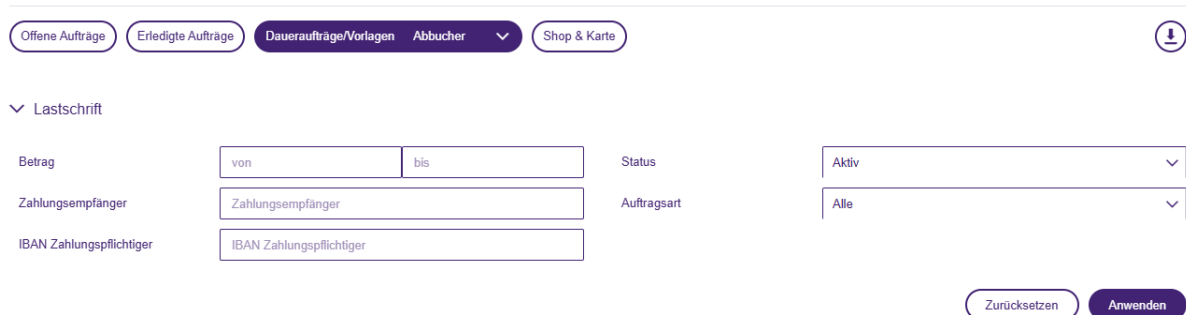 Offene Aufträge Erledigte Aufträge Daueraufträge/Vorlagen Abbucher Shop & Karte
Lastschrift
Betrag von bis Status Aktiv
Zahlungsempfänger Zahlungsempfänger Auftragsart Alle
IBAN Zahlungspflichtiger IBAN Zahlungspflichtiger
Zurücksetzen Anwenden